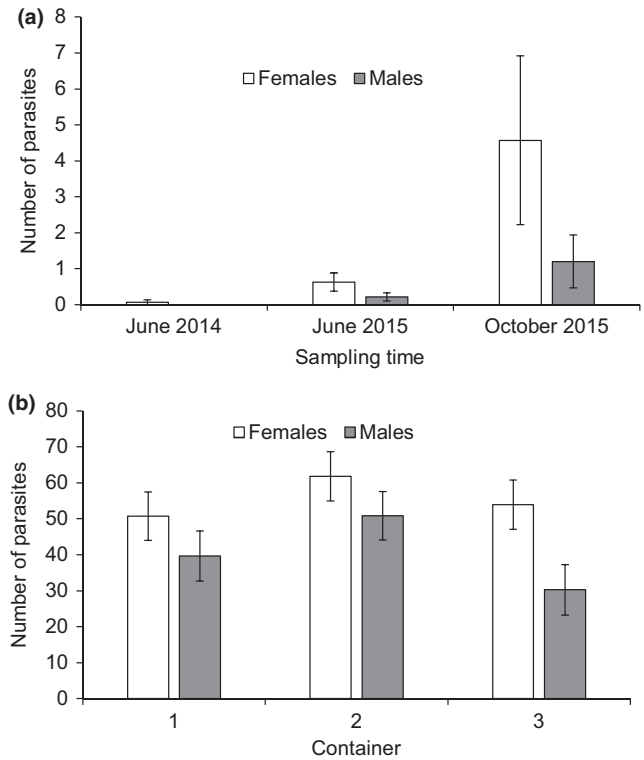 (a)
8
7
6
5
4
3
2
1
0
Number of parasites
Females Males
June 2014 June 2015 October 2015
Sampling time
(b)
80
70
60
50
40
30
20
10
0
Number of parasites
Females Males
1 2 3
Container